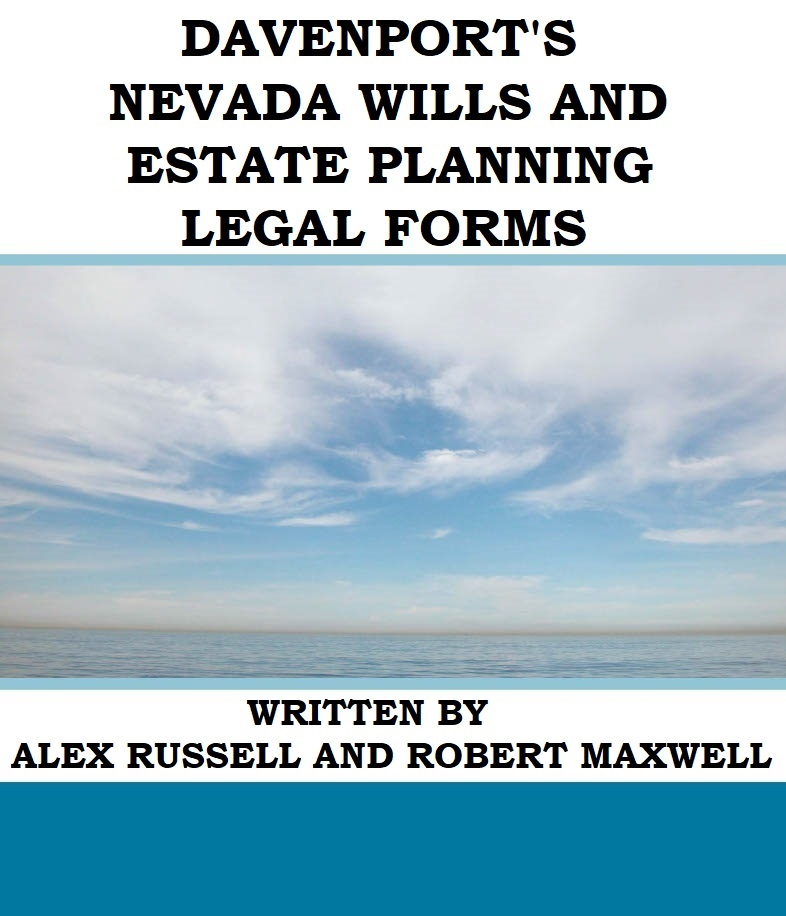 DAVENPORT'S
NEVADA WILLS AND
ESTATE PLANNING
LEGAL FORMS
WRITTEN BY
ALEX RUSSELL AND ROBERT MAXWELL